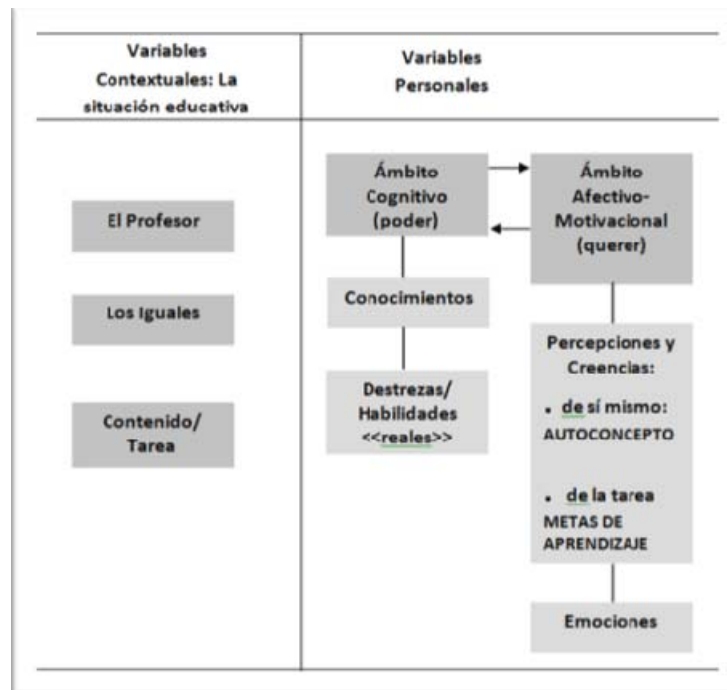 Variables
Contextuales: La
situación educativa
Variables
Personales
El Profesor
Los Iguales
Contenido/
Tarea
Ámbito
Cognitivo
(poder)
Conocimientos
Destrezas/
Habilidades
<<reales>>
Ámbito
Afectivo-
Motivacional
(querer)
Percepciones y
Creencias:
• de sí mismo:
AUTOCONCEPTO
• de la tarea
METAS DE
APRENDIZAJE
Emociones